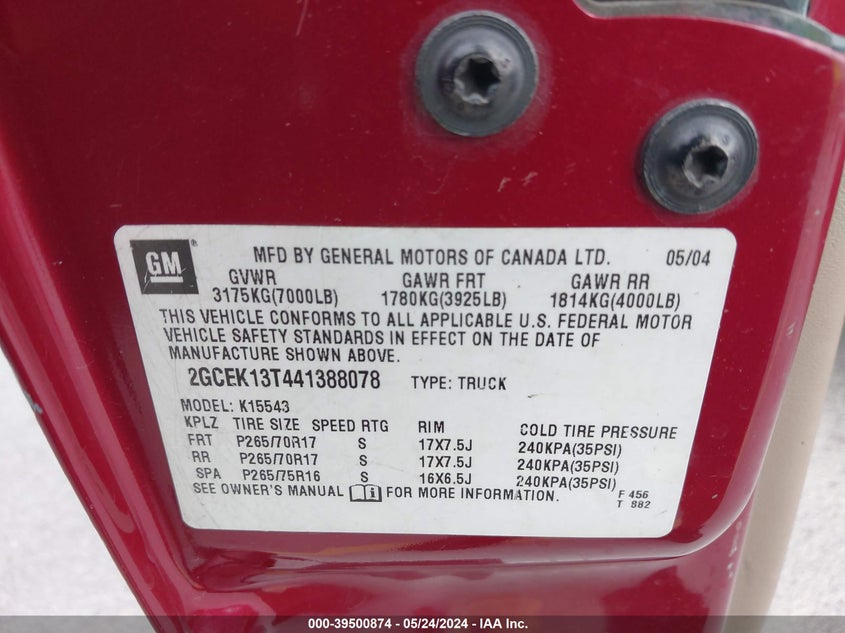 GM ® MFD BY GENERAL MOTORS OF CANADA LTD. 05/04
GVWR GAWR FRT GAWR RR
3175KG(7000LB) 1780KG(3925LB) 1814KG(4000LB)
THIS VEHICLE CONFORMS TO ALL APPLICABLE U.S. FEDERAL MOTOR
VEHICLE SAFETY STANDARDS IN EFFECT ON THE DATE OF
MANUFACTURE SHOWN ABOVE.
2GCEK13T441388078 TYPE: TRUCK
MODEL: K15543
KPLZ TIRE SIZE SPEED RTG RIM COLD TIRE PRESSURE
FRT P265/70R17 S 17X7.5J 240KPA(35PSI)
RR P265/70R17 S 17X7.5J 240KPA(35PSI)
SPA P265/75R16 S 16X6.5J 240KPA(35PSI)
SEE OWNER'S MANUAL FOR MORE INFORMATION.
F 456
T 882
000-39500874 / 05/24/2024 - IAA Inc.